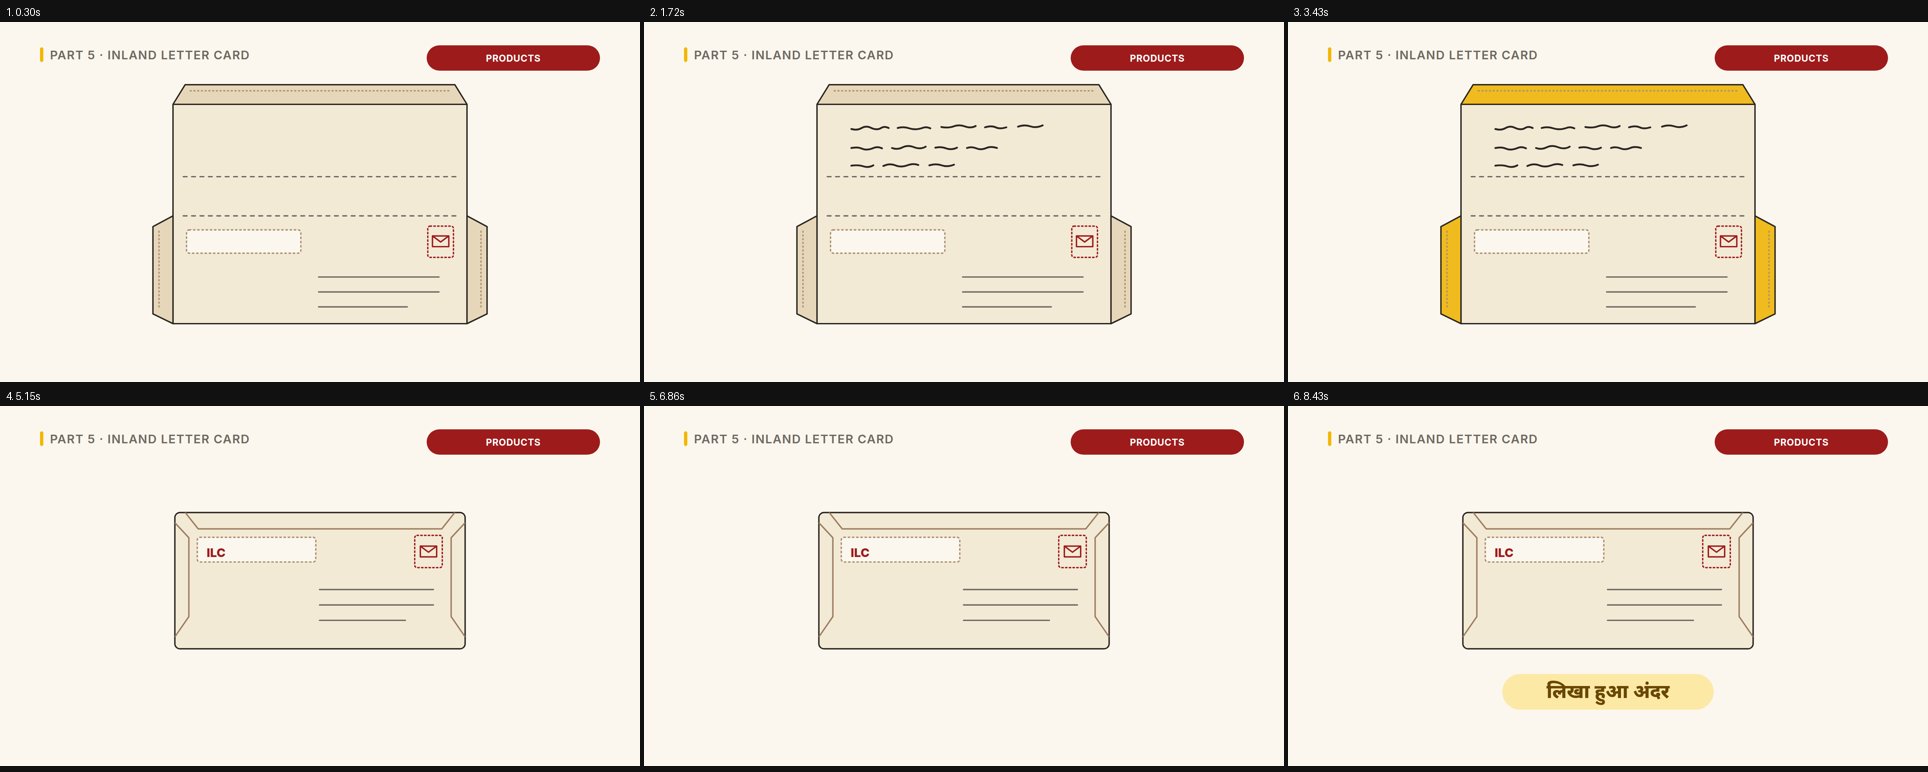 1. 0.30s
PART 5 · INLAND LETTER CARD
PRODUCTS
2. 1.72s
PART 5 · INLAND LETTER CARD
PRODUCTS
3. 3.43s
PART 5 · INLAND LETTER CARD
PRODUCTS
4. 5.15s
PART 5 · INLAND LETTER CARD
PRODUCTS
ILC
5. 6.86s
PART 5 · INLAND LETTER CARD
PRODUCTS
ILC
6. 8.43s
PART 5 · INLAND LETTER CARD
PRODUCTS
ILC
लिखा हुआ अंदर